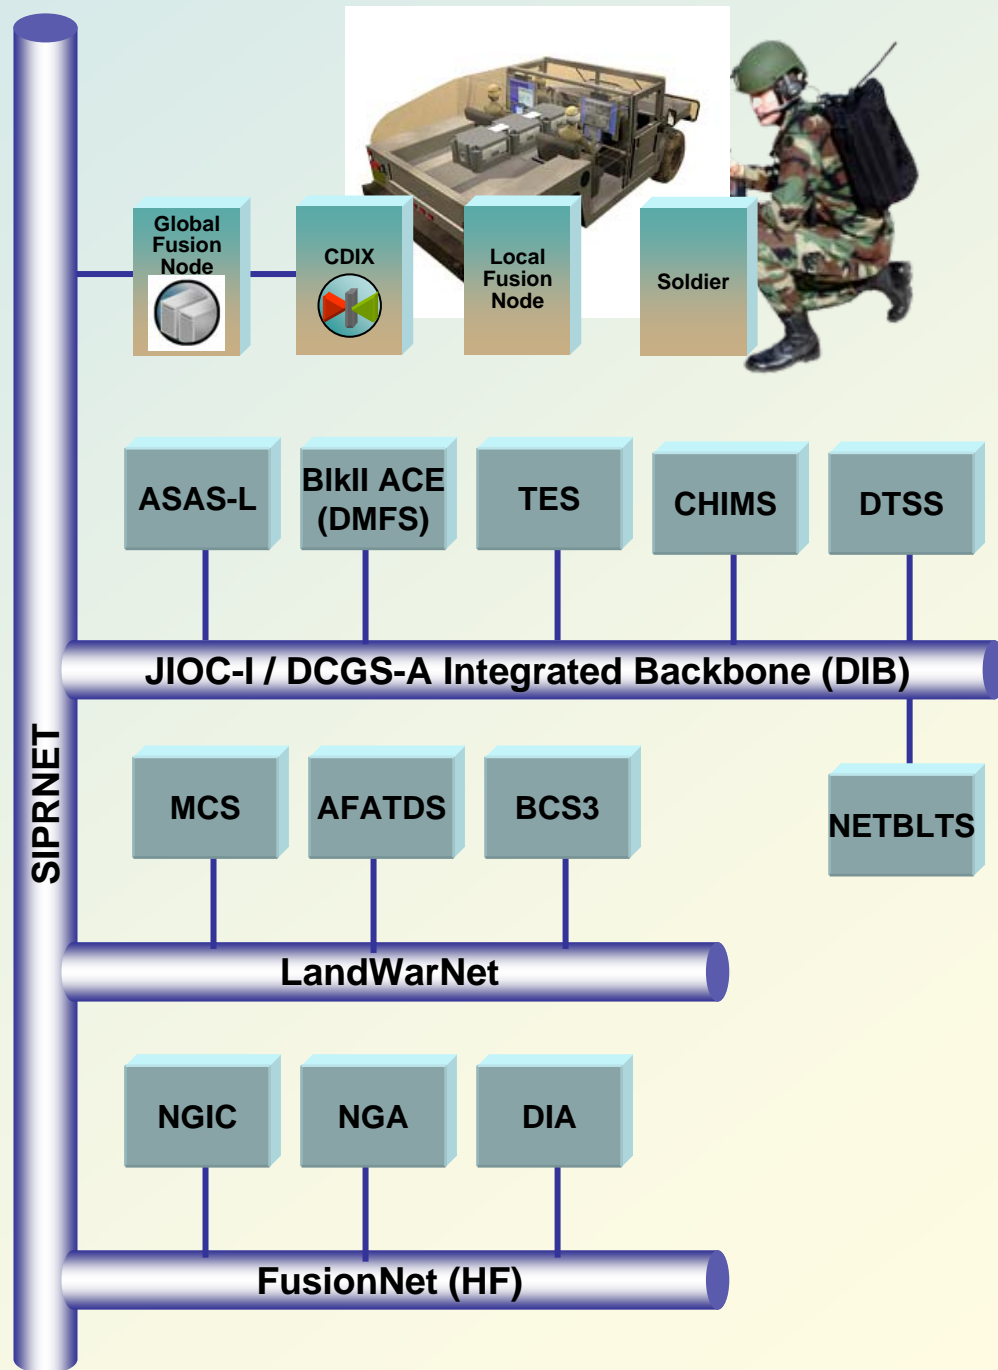 Global
Fusion
Node
CDIX
Local
Fusion
Node
Soldier
ASAS-L
BlkII ACE
(DMFS)
TES
CHIMS
DTSS
JIOC-I / DCGS-A Integrated Backbone (DIB)
SIPRNET
MCS
AFATDS
BCS3
NETBLTS
LandWarNet
NGIC
NGA
DIA
FusionNet (HF)